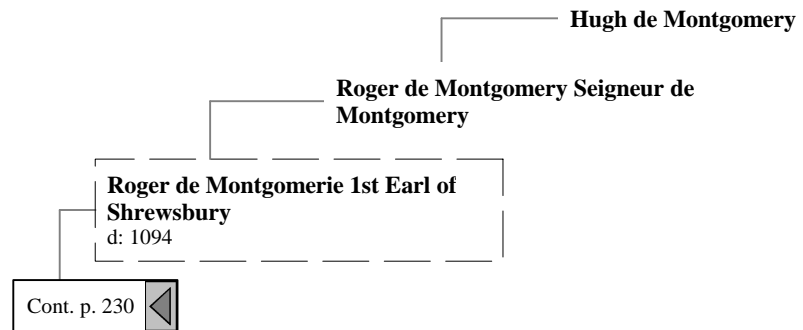 Hugh de Montgomery
Roger de Montgomery Seigneur de
Montgomery
Roger de Montgomerie 1st Earl of
Shrewsbury
d: 1094
Cont. p. 230